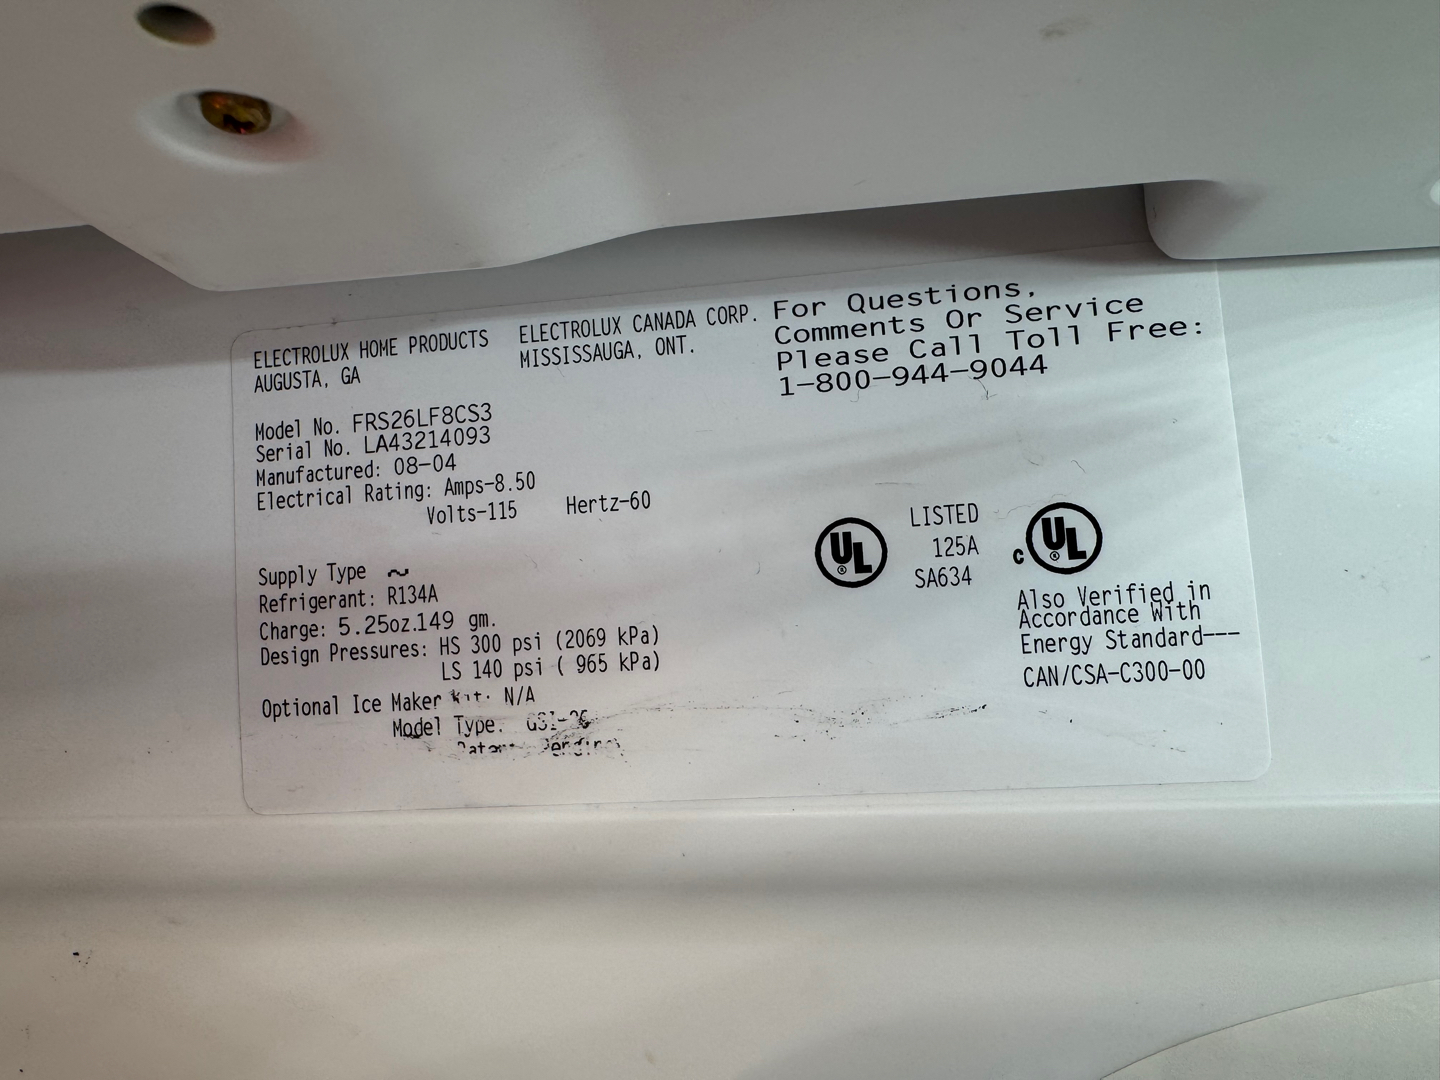 ELECTROLUX HOME PRODUCTS
AUGUSTA, GA
ELECTROLUX CANADA CORP.
MISSISSAUGA, ONT.
For Questions,
Comments Or Service
Please Call Toll Free:
1-800-944-9044
Model No. FRS26LF8CS3
Serial No. LA43214093
Manufactured: 08-04
Electrical Rating: Amps-8.50
Volts-115 Hertz-60
Supply Type ~
Refrigerant: R134A
Charge: 5.25oz.149 gm.
Design Pressures: HS 300 psi (2069 kPa)
LS 140 psi ( 965 kPa)
Optional Ice Maker Kit. N/A
Model Type.
Pending
UL
®
LISTED
125A
SA634
c UL
®
Also Verified in
Accordance With
Energy Standard---
CAN/CSA-C300-00